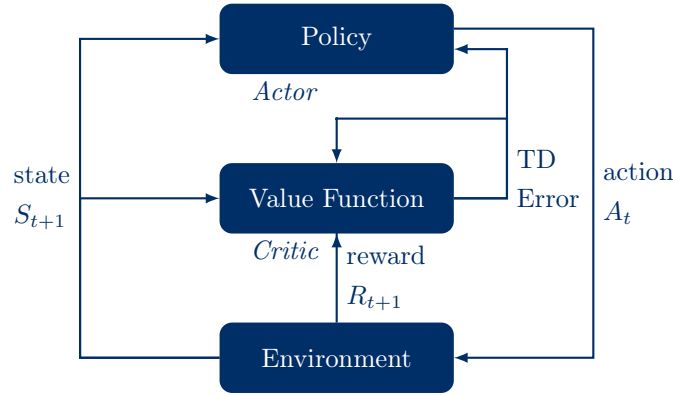 Policy
Actor
state
S_{t+1}
Value Function
TD
Error
action
A_t
Critic
reward
R_{t+1}
Environment